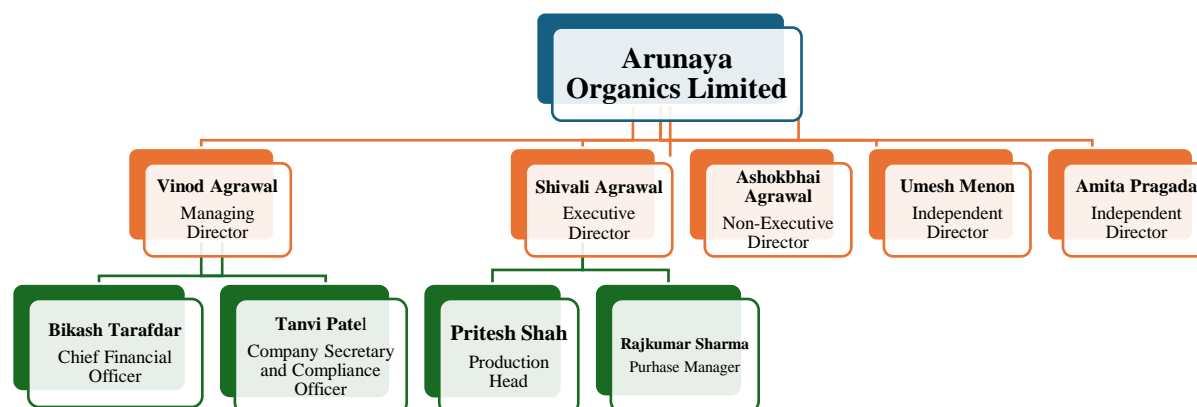 Arunaya
Organics Limited
Vinod Agrawal
Managing
Director
Shivali Agrawal
Executive
Director
Ashokbhai
Agrawal
Non-Executive
Director
Umesh Menon
Independent
Director
Amita Pragada
Independent
Director
Bikash Tarafdar
Chief Financial
Officer
Tanvi Patel
Company Secretary
and Compliance
Officer
Pritesh Shah
Production
Head
Rajkumar Sharma
Purhase Manager